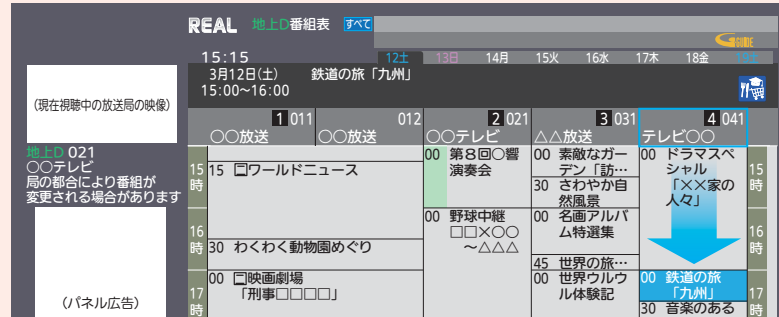 REAL 地上D番組表 すべて
GGUIDE
15:15 12土 13日 14月 15火 16水 17木 18金
3月12日(土) 鉄道の旅「九州」
15:00~16:00
(現在視聴中の放送局の映像)
地上D 021
○○テレビ
局の都合により番組が
変更される場合があります
(パネル広告)
1 011
○○放送
012
○○放送
2 021
○○テレビ
3 031
△△放送
4 041
テレビ○○
15時
16時
17時
15 ワールドニュース
30 わくわく動物園めぐり
00 映画劇場
「刑事□□□□」
00 第8回○響
演奏会
00 野球中継
□□×○○
~△△△
00 素敵なガー
デン「訪…
30 さわやか自
然風景
00 名画アルバ
ム特選集
45 世界の旅…
00 世界ウルウ
ル体験記
00 ドラマスペ
シャル
「××家の
人々」
00 鉄道の旅
「九州」
30 音楽のある
15時
16時
17時